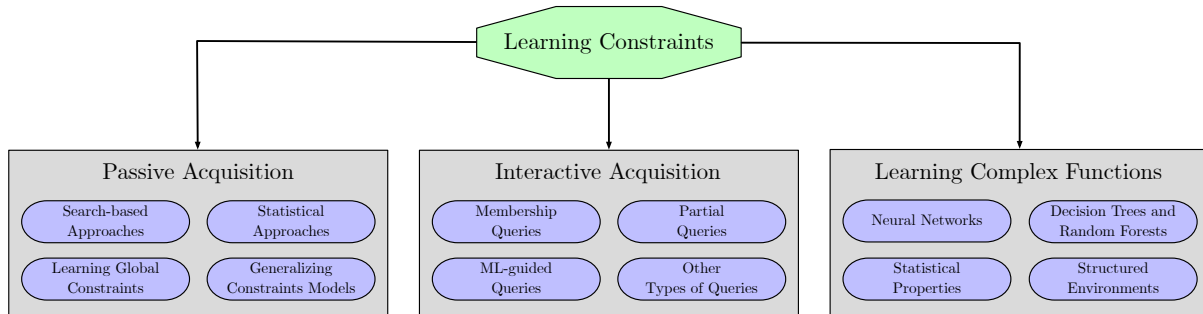 Learning Constraints
Passive Acquisition
Search-based
Approaches
Statistical
Approaches
Learning Global
Constraints
Generalizing
Constraints Models
Interactive Acquisition
Membership
Queries
Partial
Queries
ML-guided
Queries
Other
Types of Queries
Learning Complex Functions
Neural Networks
Decision Trees and
Random Forests
Statistical
Properties
Structured
Environments